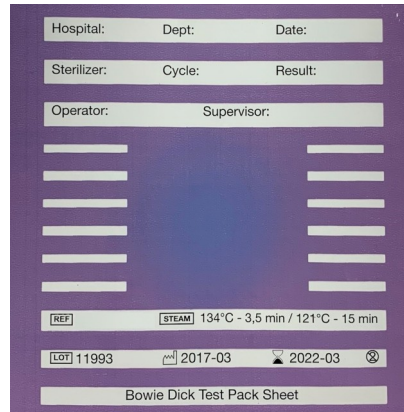 Hospital: Dept: Date:
Sterilizer: Cycle: Result:
Operator: Supervisor:
REF STEAM 134°C - 3,5 min / 121°C - 15 min
LOT 11993 2017-03 2022-03 2
Bowie Dick Test Pack Sheet